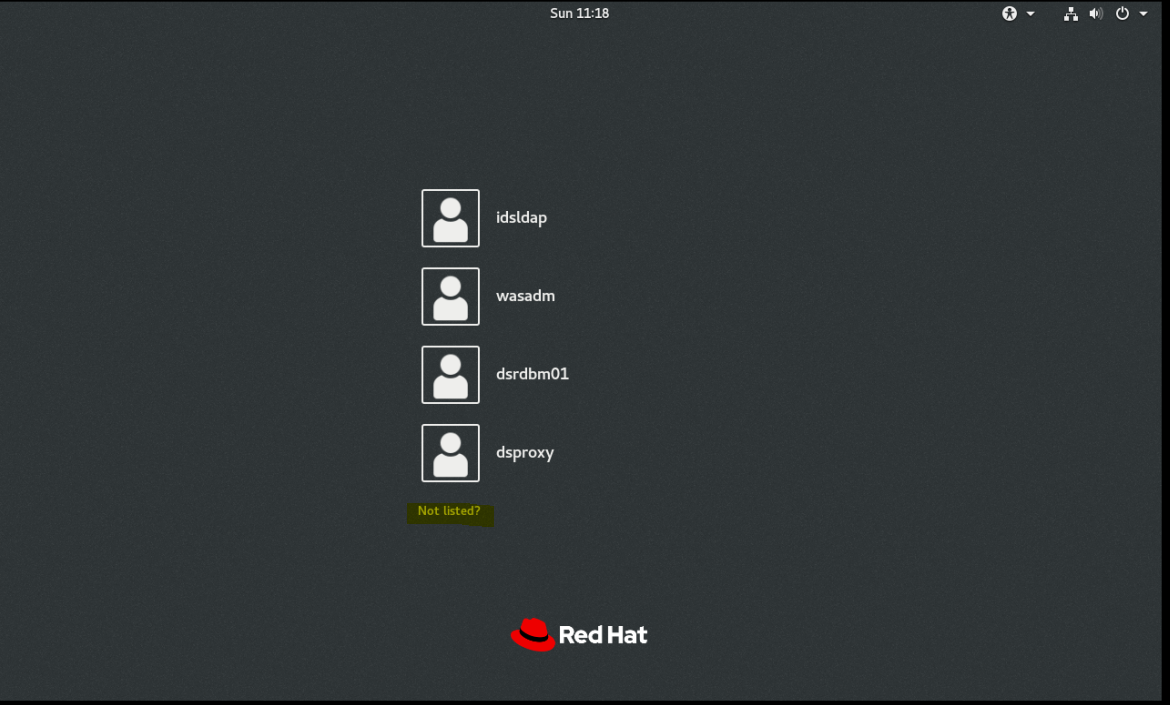 Sun 11:18
idsldap
wasadm
dsrdbm01
dsproxy
Not listed?
Red Hat